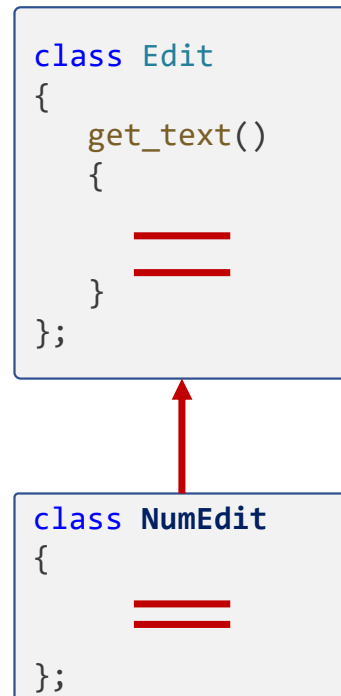 class Edit
{
get_text()
{
}
};
class NumEdit
{
};